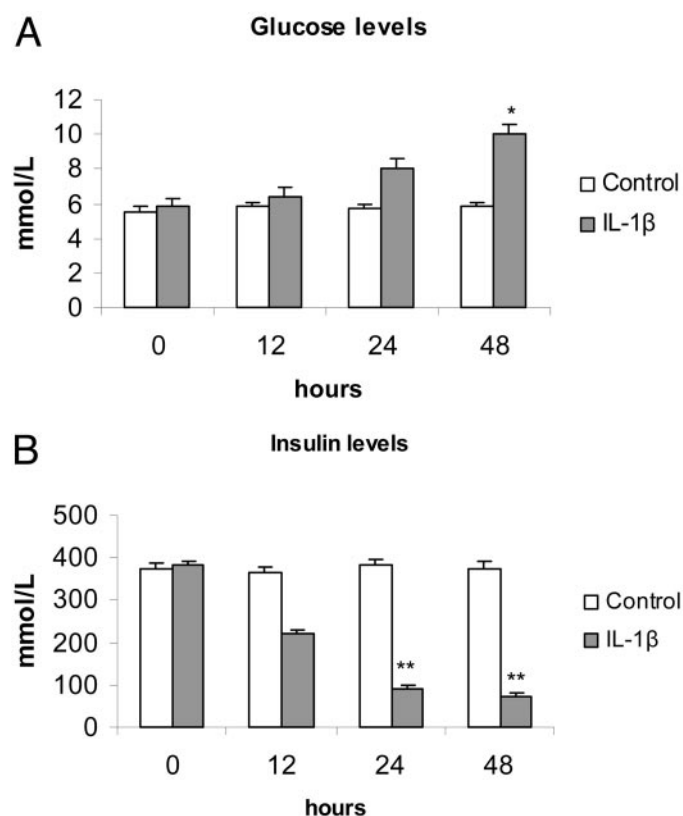 A
Glucose levels
12
10
8
6
4
2
0
mmol/L
*
Control
IL-1β
0 12 24 48
hours
B
Insulin levels
500
400
300
200
100
0
mmol/L
** **
Control
IL-1β
0 12 24 48
hours